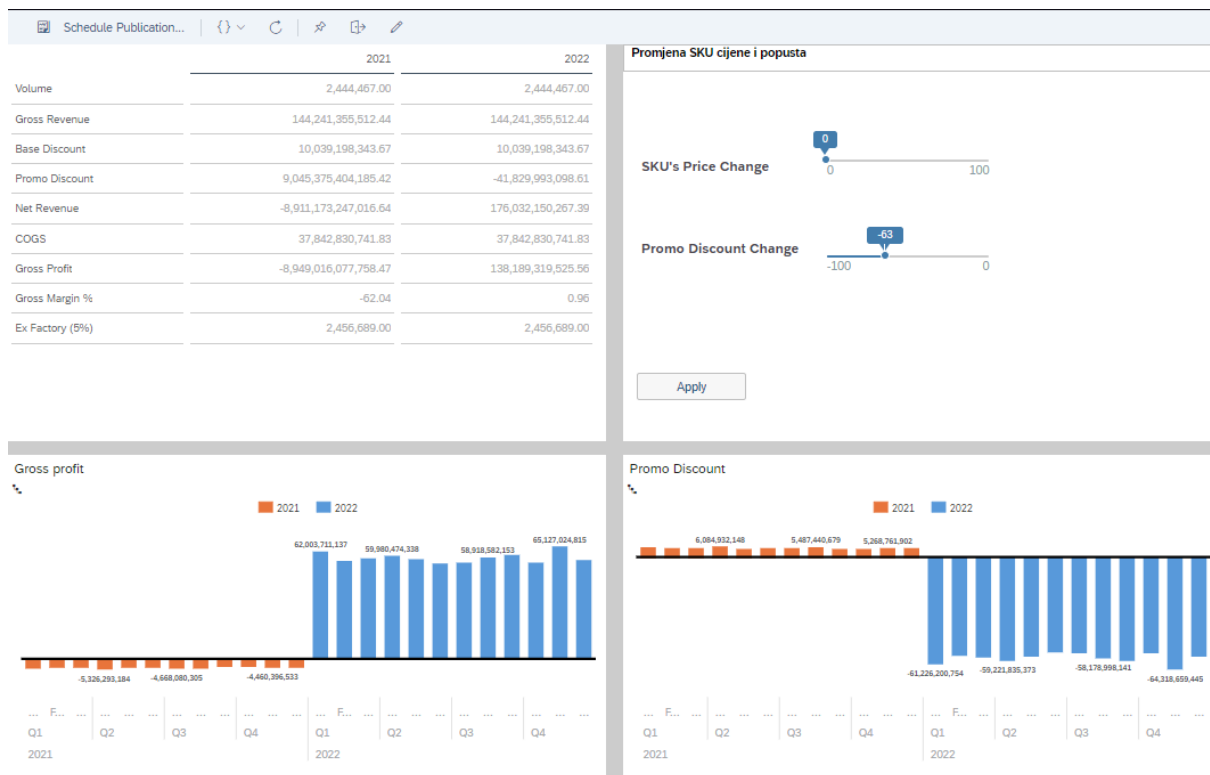 Schedule Publication...
{}
2021 2022
Volume 2,444,467.00 2,444,467.00
Gross Revenue 144,241,355,512.44 144,241,355,512.44
Base Discount 10,039,198,343.67 10,039,198,343.67
Promo Discount 9,045,375,404,185.42 -41,829,993,098.61
Net Revenue -8,911,173,247,016.64 176,032,150,267.39
COGS 37,842,830,741.83 37,842,830,741.83
Gross Profit -8,949,016,077,758.47 138,189,319,525.56
Gross Margin % -62.04 0.96
Ex Factory (5%) 2,456,689.00 2,456,689.00
Promjena SKU cijene i popusta
0
SKU's Price Change
0 100
-63
Promo Discount Change
-100 0
Apply
Gross profit
2021 2022
62,003,711,137 59,980,474,338 58,918,582,153 65,127,024,815
-5,326,293,184 -4,668,080,305 -4,460,396,533
... F... ... ... ... ... ... ... ... ... ... ... ... F... ... ... ... ... ... ... ... ... ... ...
Q1 Q2 Q3 Q4 Q1 Q2 Q3 Q4
2021 2022
Promo Discount
2021 2022
6,084,932,148 5,487,440,679 5,268,761,902
-61,226,200,754 -59,221,835,373 -58,178,998,141 -64,318,659,445
... F... ... ... ... ... ... ... ... ... ... ... ... F... ... ... ... ... ... ... ... ... ... ...
Q1 Q2 Q3 Q4 Q1 Q2 Q3 Q4
2021 2022